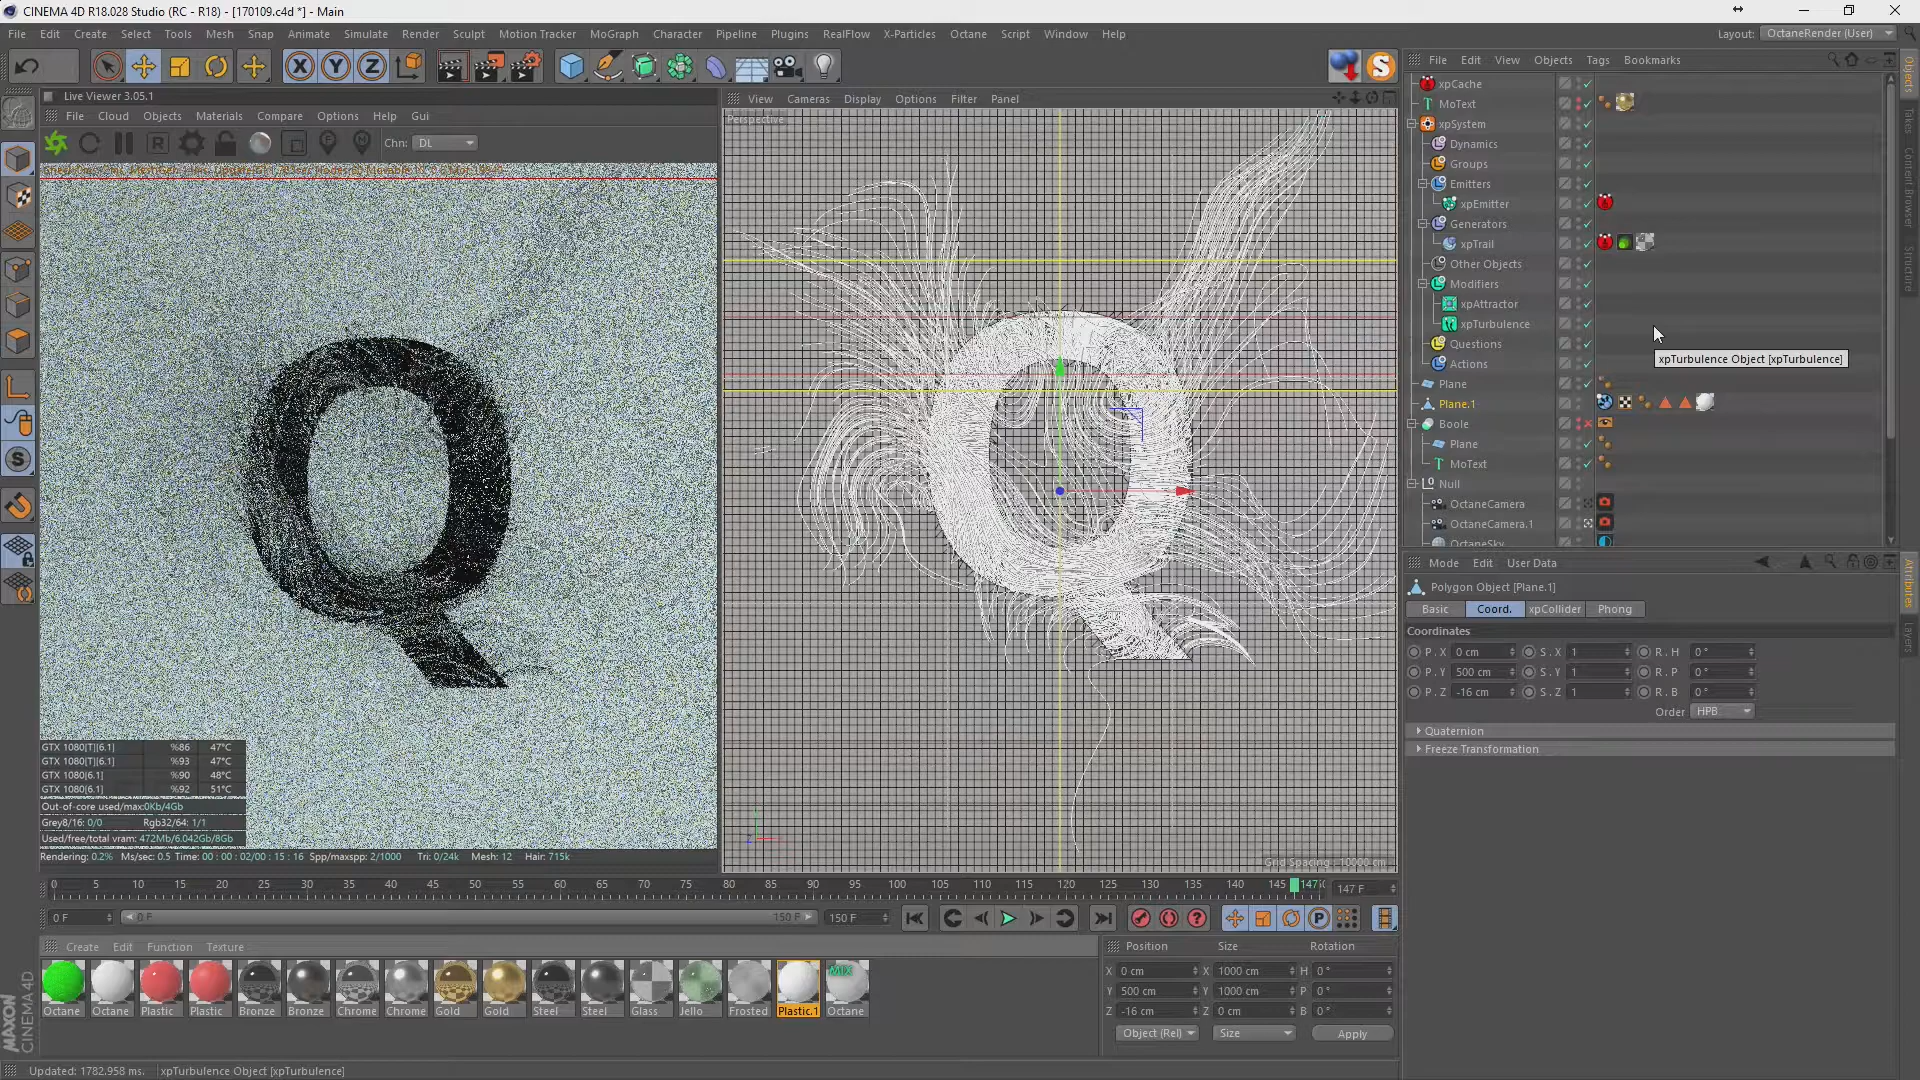 CINEMA 4D R18.028 Studio (RC - R18) - [170109.c4d *] - Main
File Edit Create Select Tools Mesh Snap Animate Simulate Render Sculpt Motion Tracker MoGraph Character Pipeline Plugins RealFlow X-Particles Octane Script Window Help
Layout: OctaneRender (User)
X Y Z
Live Viewer 3.05.1
File Cloud Objects Materials Compare Options Help Gui
Chn: DL
View Cameras Display Options Filter Panel
Perspective
Grid Spacing : 10000 cm
GTX 1080[T][6.1] %86 47°C
GTX 1080[T][6.1] %93 47°C
GTX 1080[6.1] %90 48°C
GTX 1080[6.1] %92 51°C
Out-of-core used/max:0Kb/4Gb
Grey8/16: 0/0 Rgb32/64: 1/1
Used/free/total vram: 472Mb/6.042Gb/8Gb
Rendering: 0.2% Ms/sec: 0.5 Time: 00 : 00 : 02/00 : 15 : 16 Spp/maxspp: 2/1000 Tri: 0/24k Mesh: 12 Hair: 715k
File Edit View Objects Tags Bookmarks
xpCache
MoText
xpSystem
Dynamics
Groups
Emitters
xpEmitter
Generators
xpTrail
Other Objects
Modifiers
xpAttractor
xpTurbulence
Questions
Actions
Plane
Plane.1
Boole
Plane
MoText
Null
OctaneCamera
OctaneCamera.1
OctaneSky
xpTurbulence Object [xpTurbulence]
Objects
Takes
Content Browser
Structure
Mode Edit User Data
Polygon Object [Plane.1]
Basic Coord. xpCollider Phong
Coordinates
P . X 0 cm S . X 1 R . H 0 °
P . Y 500 cm S . Y 1 R . P 0 °
P . Z -16 cm S . Z 1 R . B 0 °
Order HPB
Quaternion
Freeze Transformation
Attributes
Layers
0 5 10 15 20 25 30 35 40 45 50 55 60 65 70 75 80 85 90 95 100 105 110 115 120 125 130 135 140 145 147 147 F
0 F 0 F 150 F 150 F
Create Edit Function Texture
Octane Octane Plastic Plastic Bronze Bronze Chrome Chrome Gold Gold Steel Steel Glass Jello Frosted Plastic.1 Octane
MIX
Position Size Rotation
X 0 cm X 1000 cm H 0 °
Y 500 cm Y 1000 cm P 0 °
Z -16 cm Z 0 cm B 0 °
Object (Rel) Size Apply
MAXON
CINEMA 4D
Updated: 1782.958 ms. xpTurbulence Object [xpTurbulence]